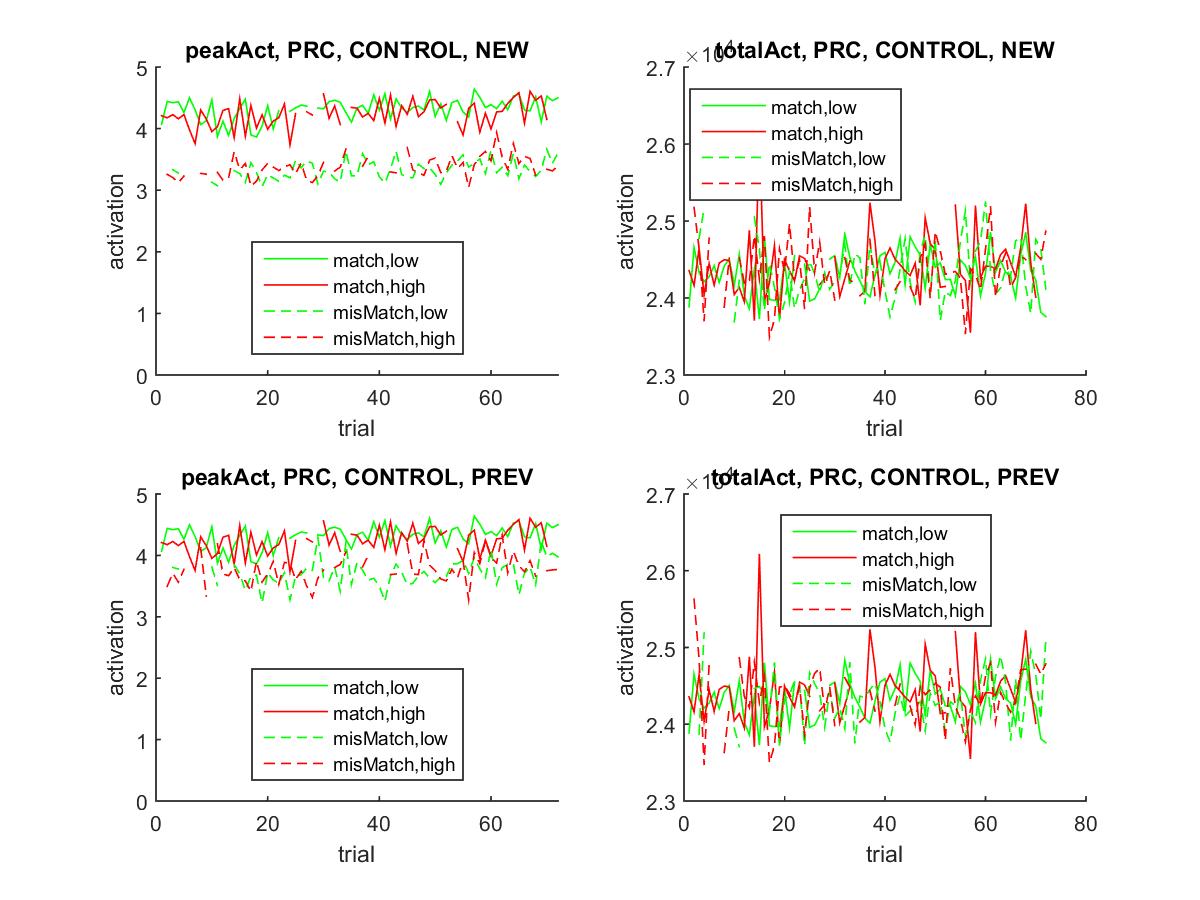 peakAct, PRC, CONTROL, NEW
5
4
3
2
1
0
activation
match,low
match,high
misMatch,low
misMatch,high
0 20 40 60
trial
×10⁴
totalAct, PRC, CONTROL, NEW
2.7
2.6
2.5
2.4
2.3
activation
match,low
match,high
misMatch,low
misMatch,high
0 20 40 60 80
trial
peakAct, PRC, CONTROL, PREV
5
4
3
2
1
0
activation
match,low
match,high
misMatch,low
misMatch,high
0 20 40 60
trial
×10⁴
totalAct, PRC, CONTROL, PREV
2.7
2.6
2.5
2.4
2.3
activation
match,low
match,high
misMatch,low
misMatch,high
0 20 40 60 80
trial